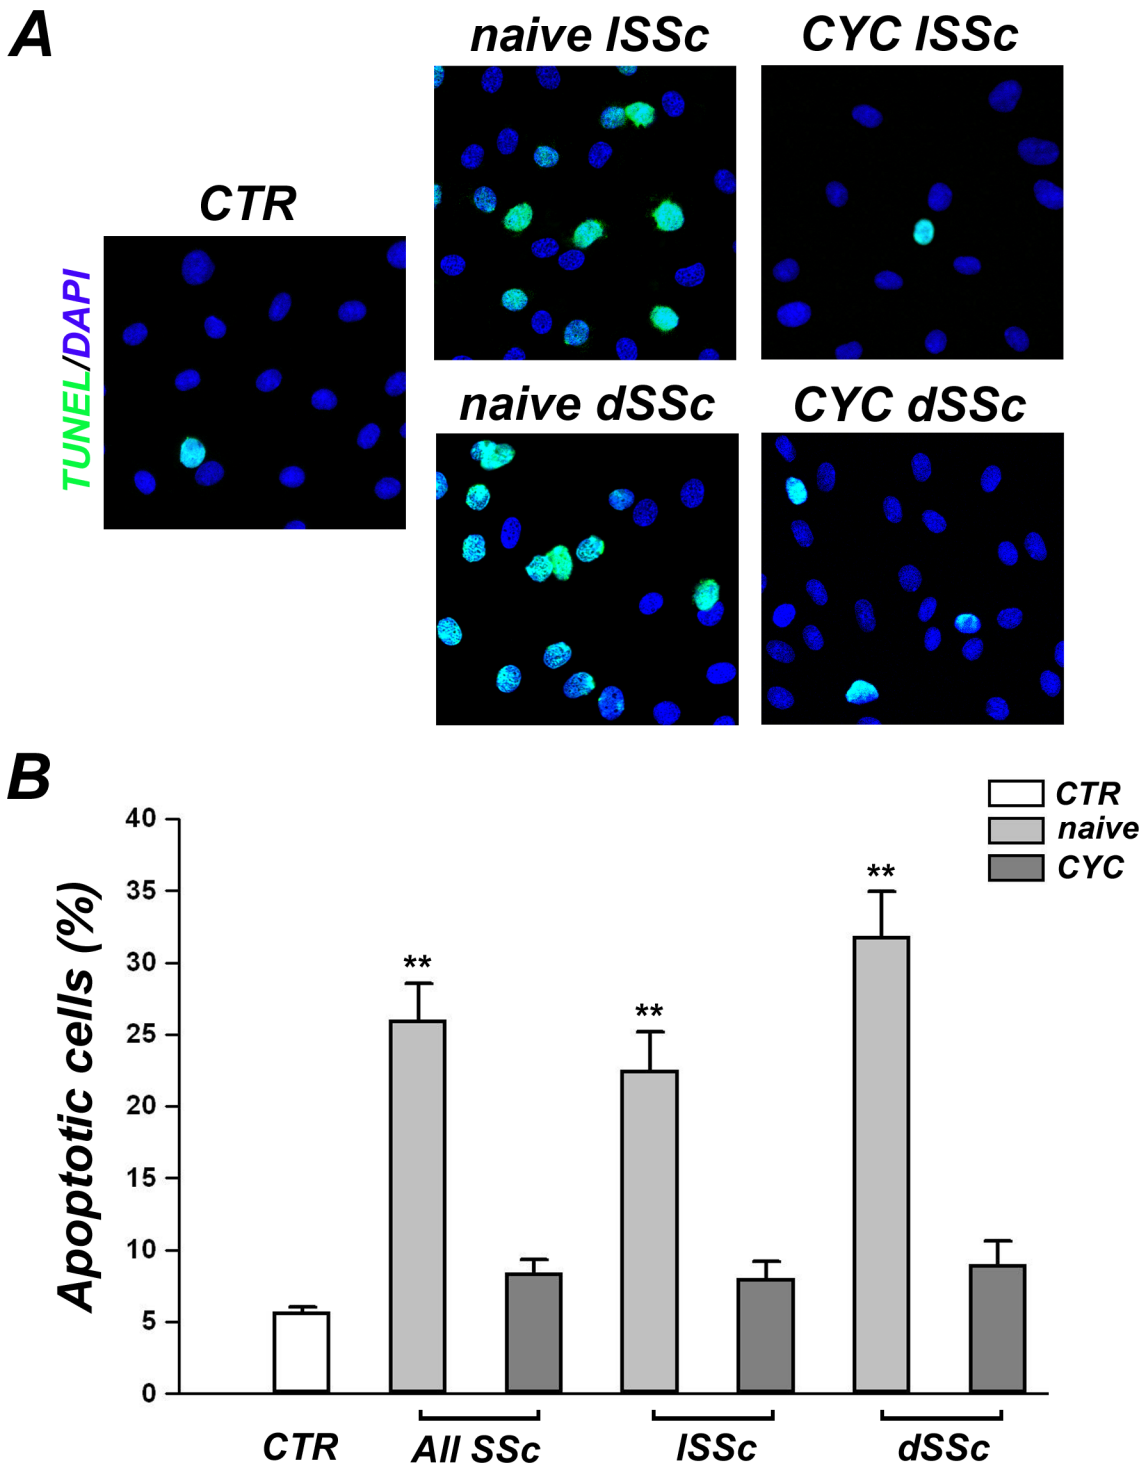 A
naive lSSc
CYC lSSc
CTR
TUNEL/DAPI
naive dSSc
CYC dSSc
B
CTR
naive
CYC
Apoptotic cells (%)
40
35
30
25
20
15
10
5
0
**
**
**
CTR
All SSc
lSSc
dSSc